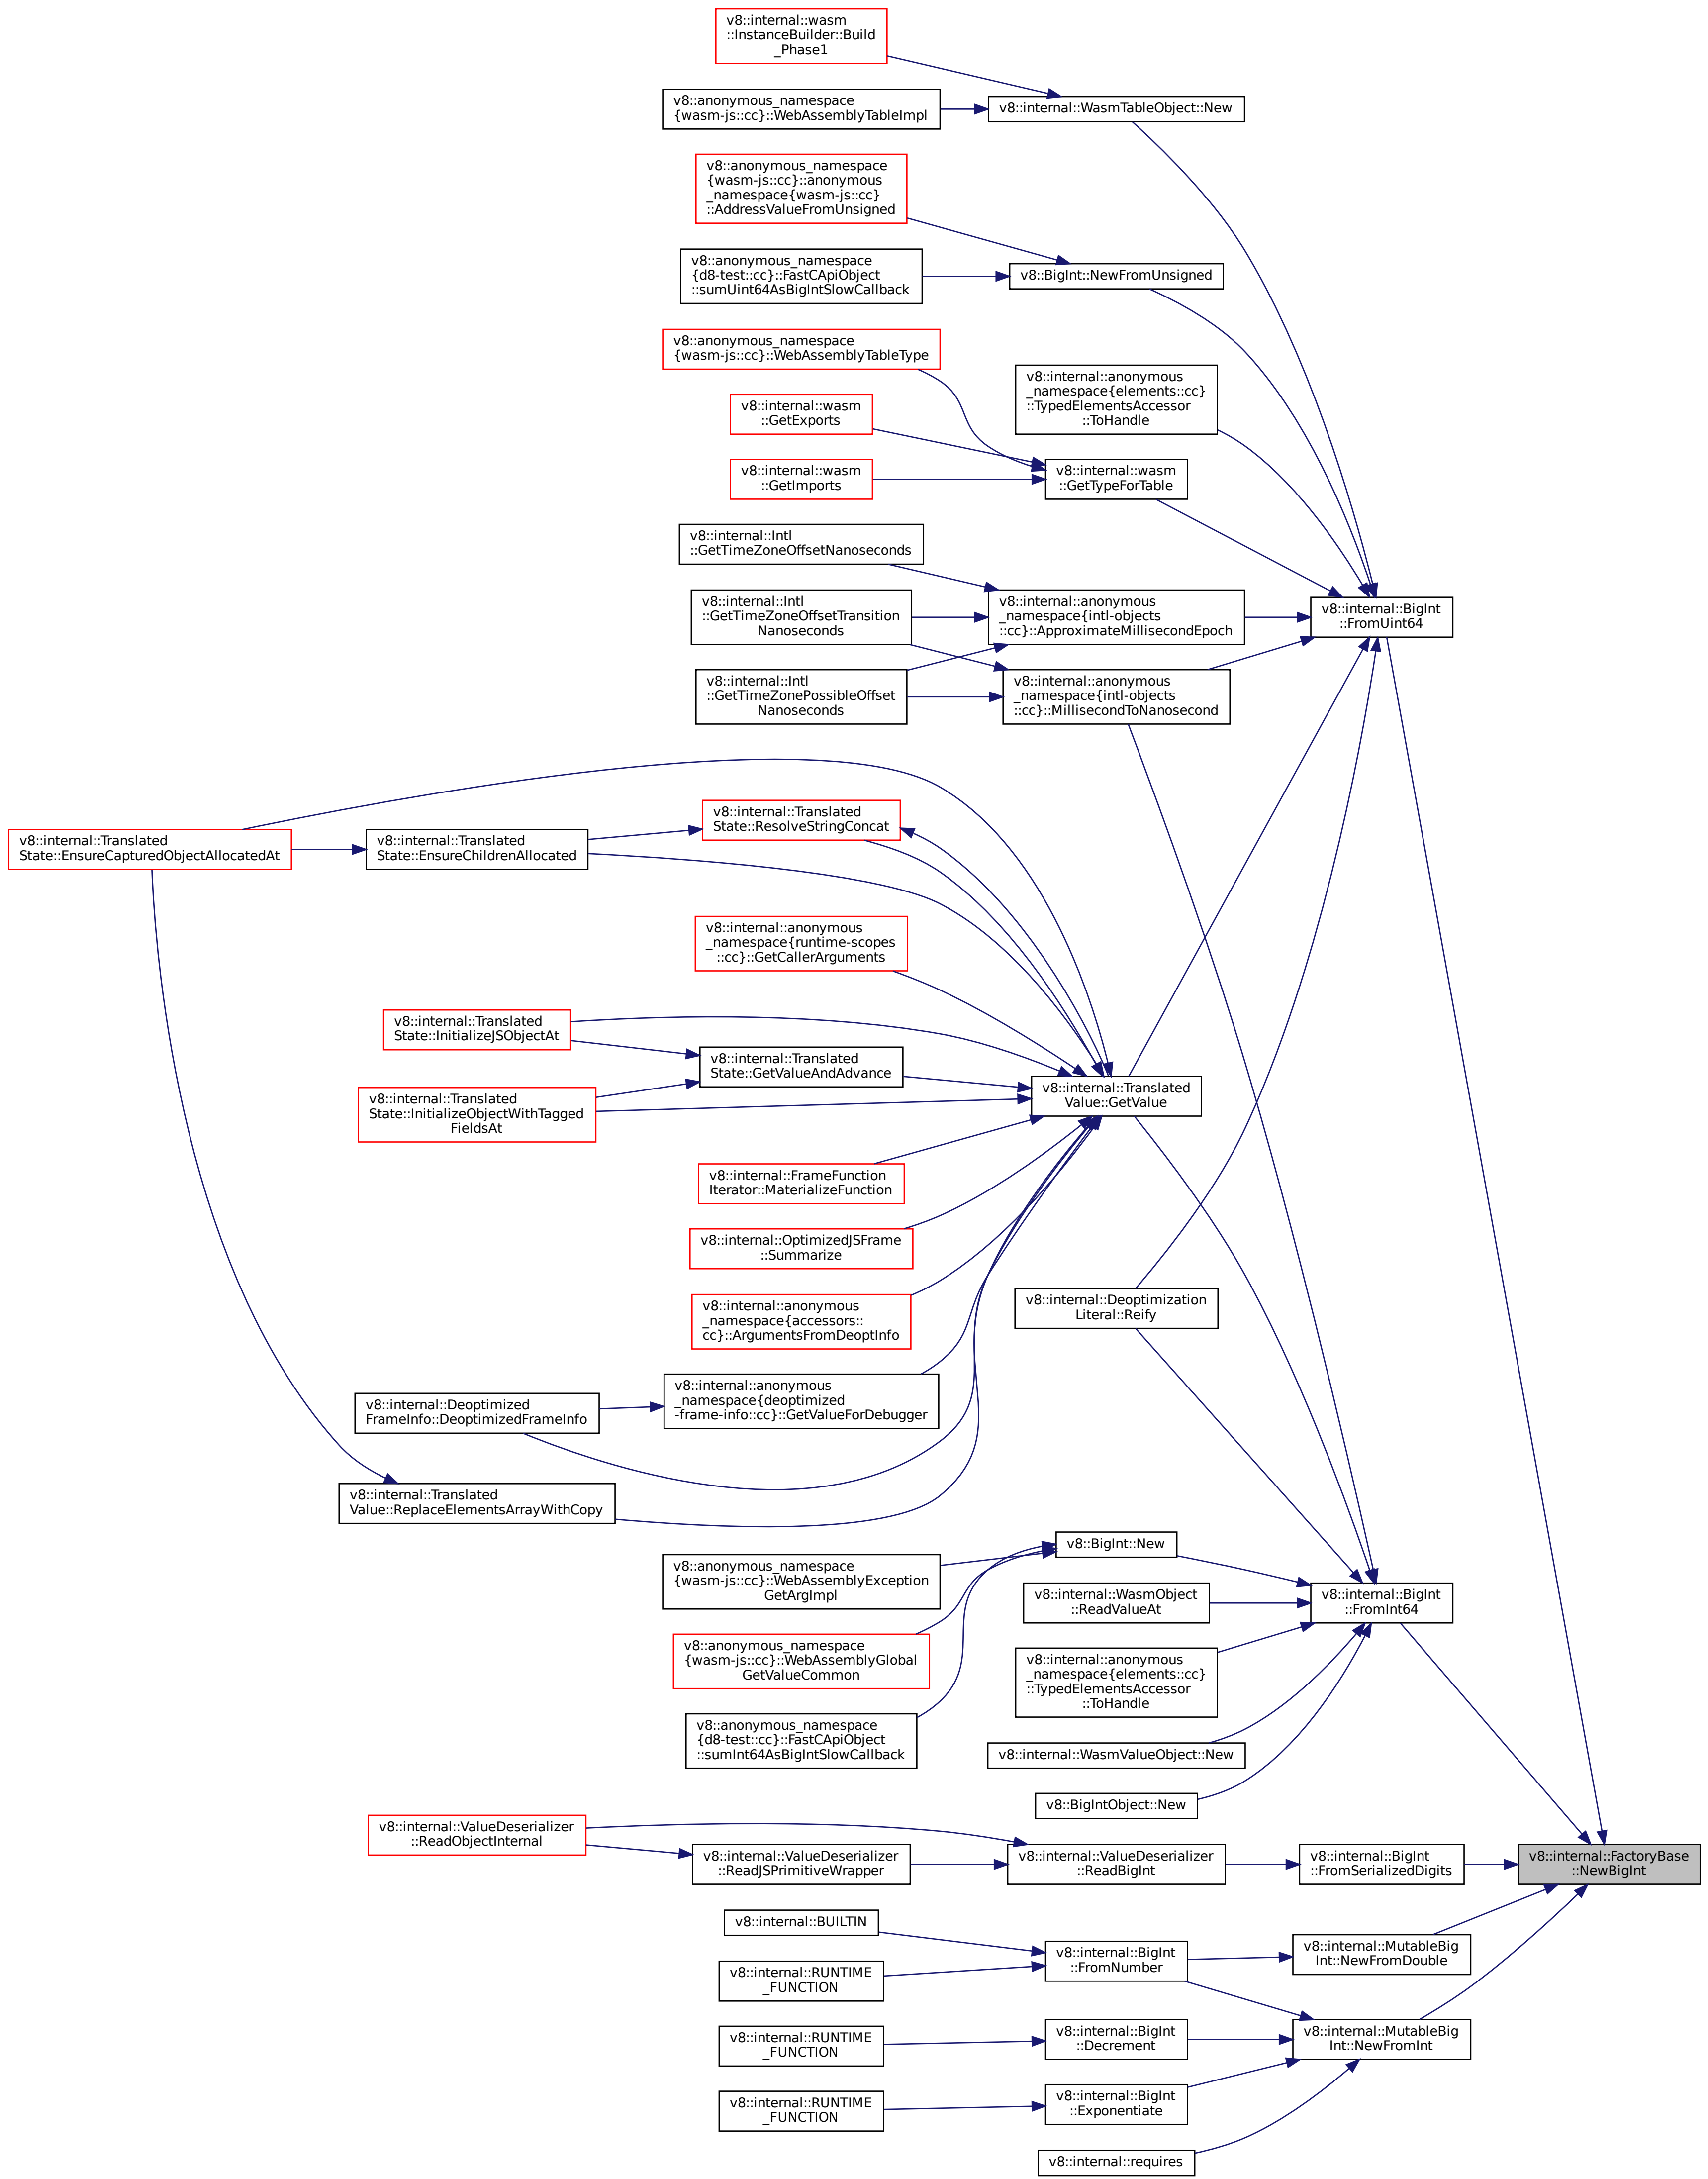 v8::internal::wasm
::InstanceBuilder::Build
_Phase1
v8::internal::WasmTableObject::New
v8::anonymous_namespace
{wasm-js::cc}::WebAssemblyTableImpl
v8::anonymous_namespace
{wasm-js::cc}::anonymous
_namespace{wasm-js::cc}
::AddressValueFromUnsigned
v8::BigInt::NewFromUnsigned
v8::anonymous_namespace
{d8-test::cc}::FastCApiObject
::sumUint64AsBigIntSlowCallback
v8::anonymous_namespace
{wasm-js::cc}::WebAssemblyTableType
v8::internal::anonymous
_namespace{elements::cc}
::TypedElementsAccessor
::ToHandle
v8::internal::wasm
::GetExports
v8::internal::wasm
::GetImports
v8::internal::wasm
::GetTypeForTable
v8::internal::Intl
::GetTimeZoneOffsetNanoseconds
v8::internal::Intl
::GetTimeZoneOffsetTransition
Nanoseconds
v8::internal::anonymous
_namespace{intl-objects
::cc}::ApproximateMillisecondEpoch
v8::internal::BigInt
::FromUint64
v8::internal::Intl
::GetTimeZonePossibleOffset
Nanoseconds
v8::internal::anonymous
_namespace{intl-objects
::cc}::MillisecondToNanosecond
v8::internal::Translated
State::ResolveStringConcat
v8::internal::Translated
State::EnsureCapturedObjectAllocatedAt
v8::internal::Translated
State::EnsureChildrenAllocated
v8::internal::anonymous
_namespace{runtime-scopes
::cc}::GetCallerArguments
v8::internal::Translated
State::InitializeJSObjectAt
v8::internal::Translated
State::GetValueAndAdvance
v8::internal::Translated
Value::GetValue
v8::internal::Translated
State::InitializeObjectWithTagged
FieldsAt
v8::internal::FrameFunction
Iterator::MaterializeFunction
v8::internal::OptimizedJSFrame
::Summarize
v8::internal::Deoptimization
Literal::Reify
v8::internal::anonymous
_namespace{accessors::
cc}::ArgumentsFromDeoptInfo
v8::internal::anonymous
_namespace{deoptimized
-frame-info::cc}::GetValueForDebugger
v8::internal::Deoptimized
FrameInfo::DeoptimizedFrameInfo
v8::internal::Translated
Value::ReplaceElementsArrayWithCopy
v8::BigInt::New
v8::anonymous_namespace
{wasm-js::cc}::WebAssemblyException
GetArgImpl
v8::internal::WasmObject
::ReadValueAt
v8::internal::BigInt
::FromInt64
v8::anonymous_namespace
{wasm-js::cc}::WebAssemblyGlobal
GetValueCommon
v8::internal::anonymous
_namespace{elements::cc}
::TypedElementsAccessor
::ToHandle
v8::anonymous_namespace
{d8-test::cc}::FastCApiObject
::sumInt64AsBigIntSlowCallback
v8::internal::WasmValueObject::New
v8::BigIntObject::New
v8::internal::ValueDeserializer
::ReadObjectInternal
v8::internal::ValueDeserializer
::ReadJSPrimitiveWrapper
v8::internal::ValueDeserializer
::ReadBigInt
v8::internal::BigInt
::FromSerializedDigits
v8::internal::FactoryBase
::NewBigInt
v8::internal::BUILTIN
v8::internal::BigInt
::FromNumber
v8::internal::MutableBig
Int::NewFromDouble
v8::internal::RUNTIME
_FUNCTION
v8::internal::RUNTIME
_FUNCTION
v8::internal::BigInt
::Decrement
v8::internal::MutableBig
Int::NewFromInt
v8::internal::RUNTIME
_FUNCTION
v8::internal::BigInt
::Exponentiate
v8::internal::requires